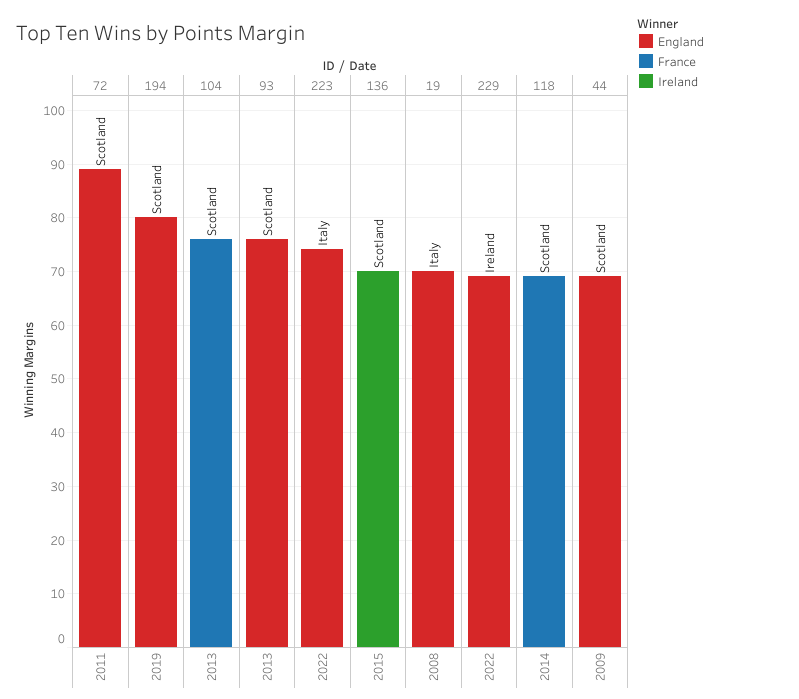 Top Ten Wins by Points Margin
Winner
England
France
Ireland
ID / Date
72 194 104 93 223 136 19 229 118 44
100
90
80
70
60
50
40
30
20
10
0
Winning Margins
Scotland Scotland Scotland Scotland Italy Scotland Italy Ireland Scotland Scotland
2011 2019 2013 2013 2022 2015 2008 2022 2014 2009